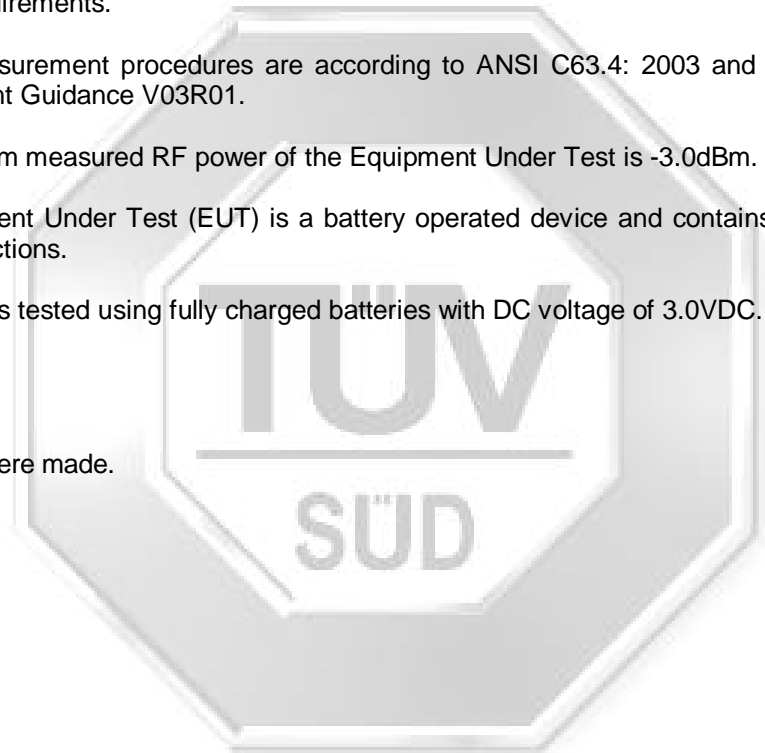 irements.
surement procedures are according to ANSI C63.4: 2003 and
nt Guidance V03R01.
m measured RF power of the Equipment Under Test is -3.0dBm.
ent Under Test (EUT) is a battery operated device and contains
ctions.
s tested using fully charged batteries with DC voltage of 3.0VDC.
TÜV
ere made.
SÜD